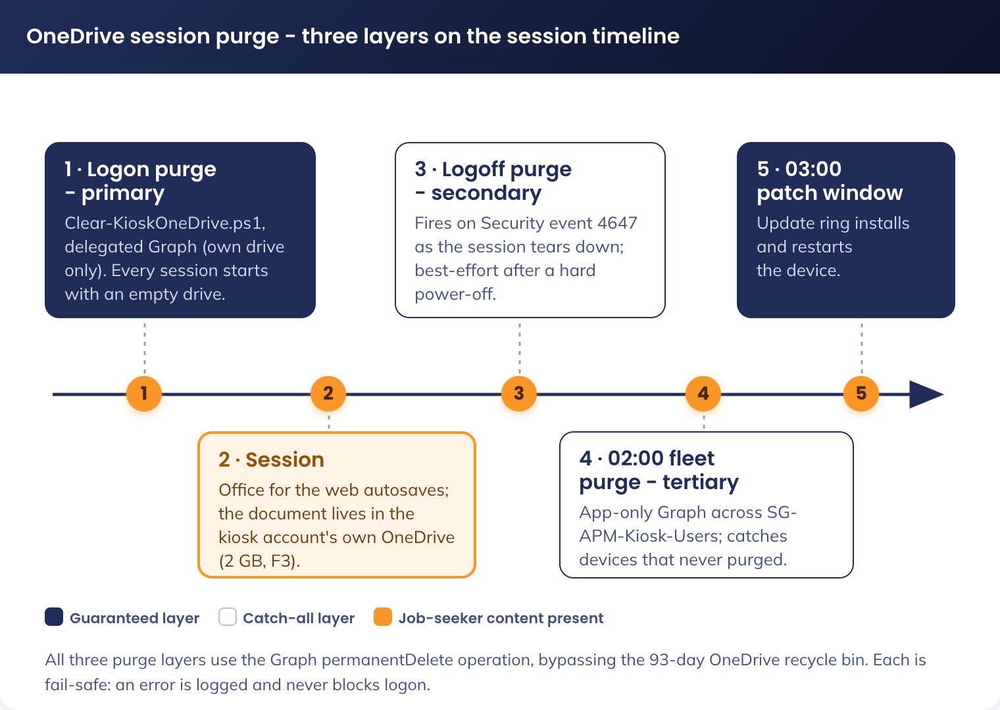 OneDrive session purge - three layers on the session timeline
1 · Logon purge
- primary
Clear-KioskOneDrive.ps1,
delegated Graph (own drive
only). Every session starts
with an empty drive.
3 · Logoff purge
- secondary
Fires on Security event 4647
as the session tears down;
best-effort after a hard
power-off.
5 · 03:00
patch window
Update ring installs
and restarts
the device.
1
2
3
4
5
2 · Session
Office for the web autosaves;
the document lives in the
kiosk account's own OneDrive
(2 GB, F3).
4 · 02:00 fleet
purge - tertiary
App-only Graph across SG-
APM-Kiosk-Users; catches
devices that never purged.
Guaranteed layer
Catch-all layer
Job-seeker content present
All three purge layers use the Graph permanentDelete operation, bypassing the 93-day OneDrive recycle bin. Each is
fail-safe: an error is logged and never blocks logon.